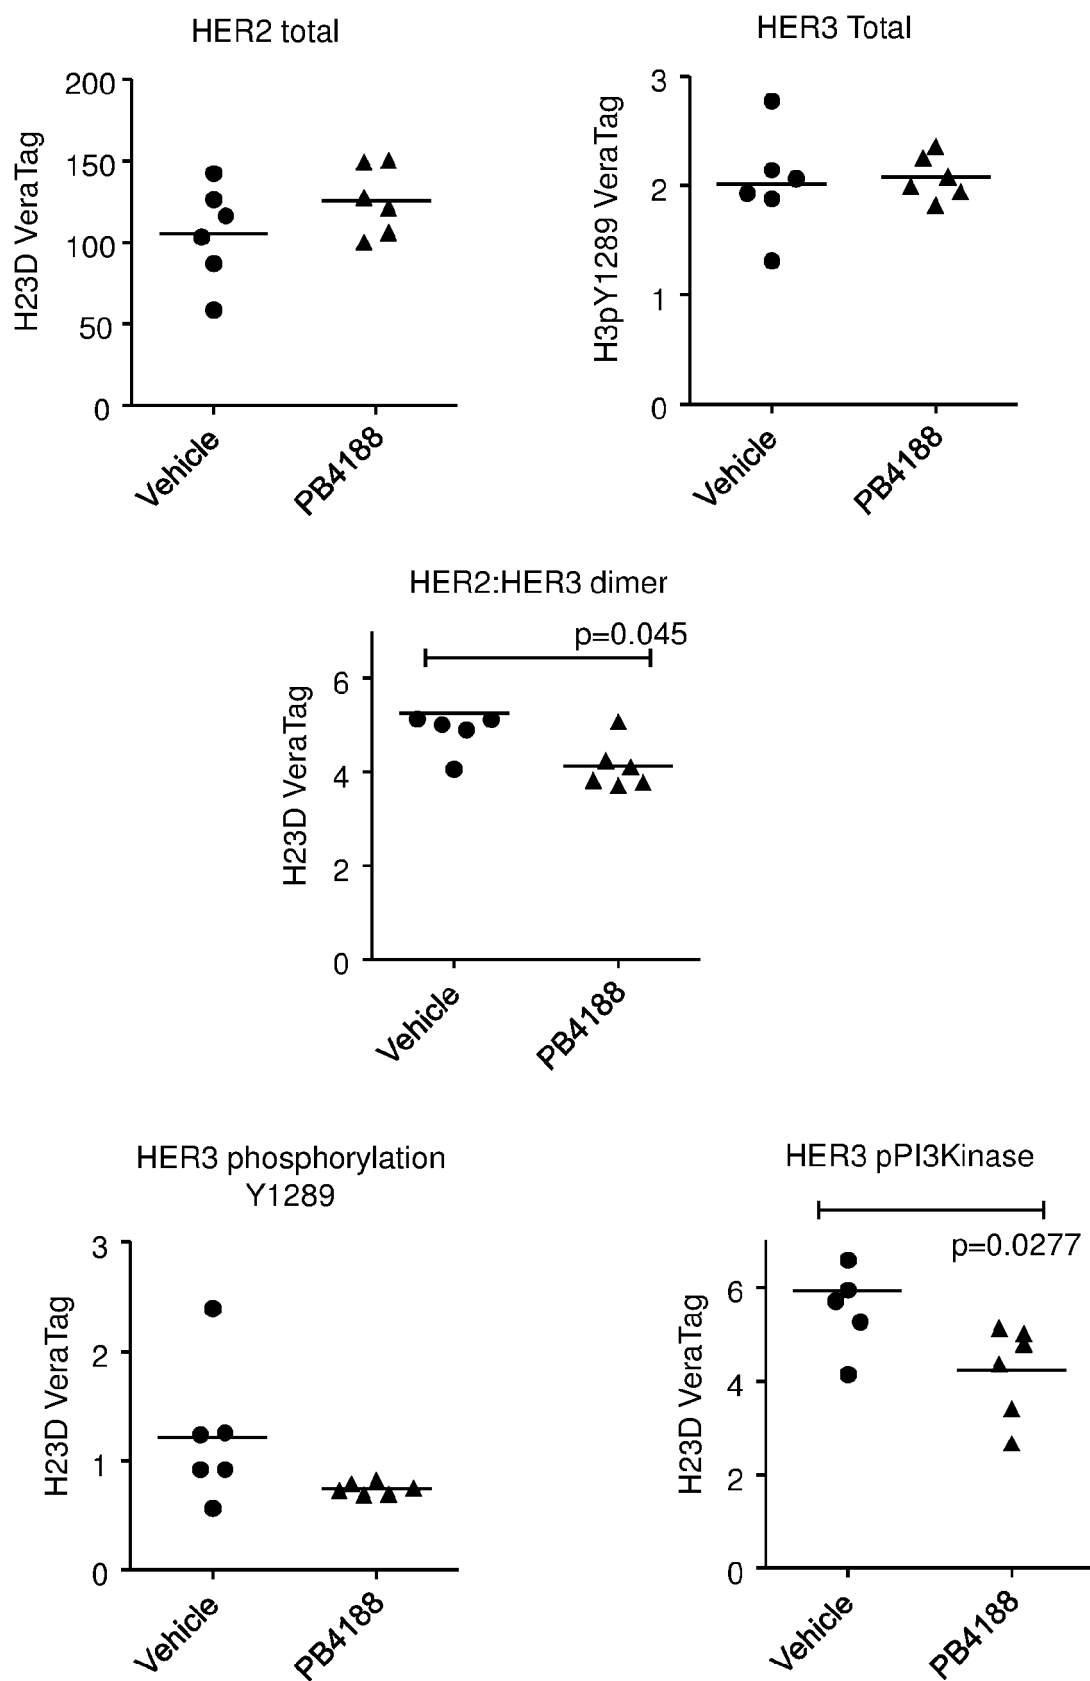 HER2 total
H23D VeraTag
200
150
100
50
0
Vehicle
PB4188
HER3 Total
H3pY1289 VeraTag
3
2
1
0
Vehicle
PB4188
HER2:HER3 dimer
p=0.045
H23D VeraTag
6
4
2
0
Vehicle
PB4188
HER3 phosphorylation
Y1289
H23D VeraTag
3
2
1
0
Vehicle
PB4188
HER3 pPI3Kinase
p=0.0277
H23D VeraTag
6
4
2
0
Vehicle
PB4188